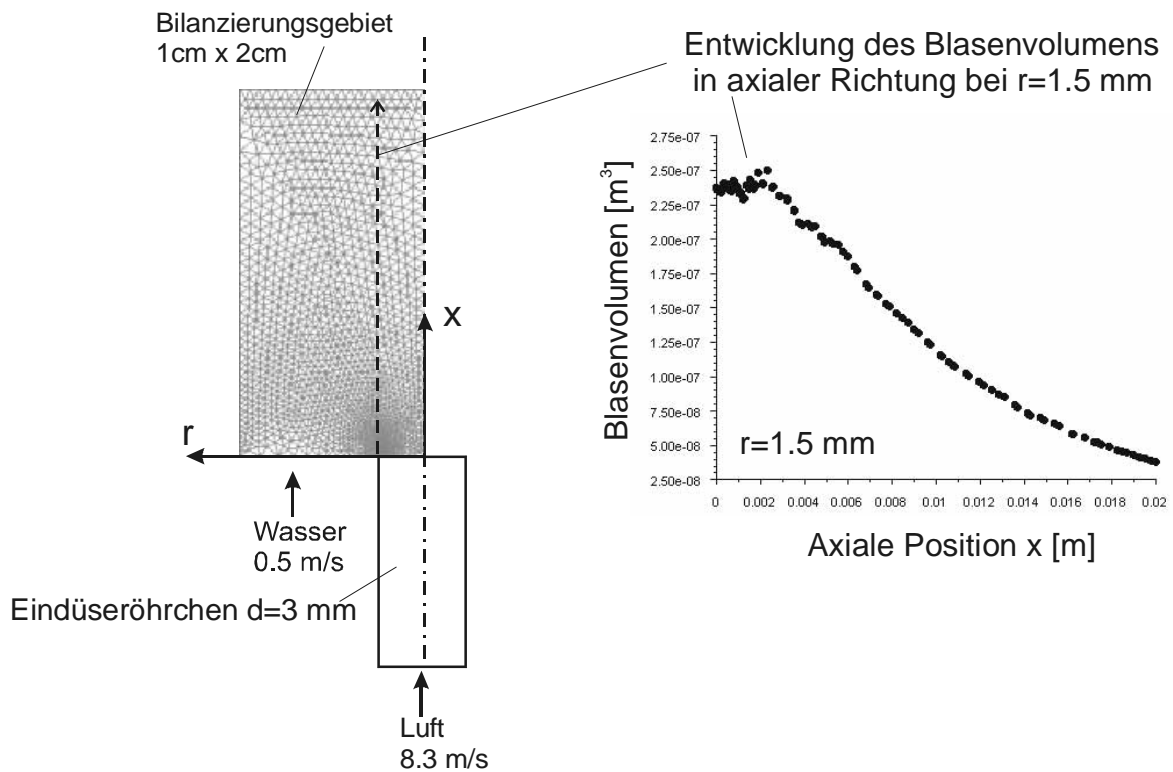 Bilanzierungsgebiet
1cm x 2cm
Entwicklung des Blasenvolumens
in axialer Richtung bei r=1.5 mm
x
r
Wasser
0.5 m/s
Eindüseröhrchen d=3 mm
Luft
8.3 m/s
Blasenvolumen [m³]
2.75e-07
2.50e-07
2.25e-07
2.00e-07
1.75e-07
1.50e-07
1.25e-07
1.00e-07
7.50e-08
5.00e-08
2.50e-08
r=1.5 mm
0 0.002 0.004 0.006 0.008 0.01 0.012 0.014 0.016 0.018 0.02
Axiale Position x [m]